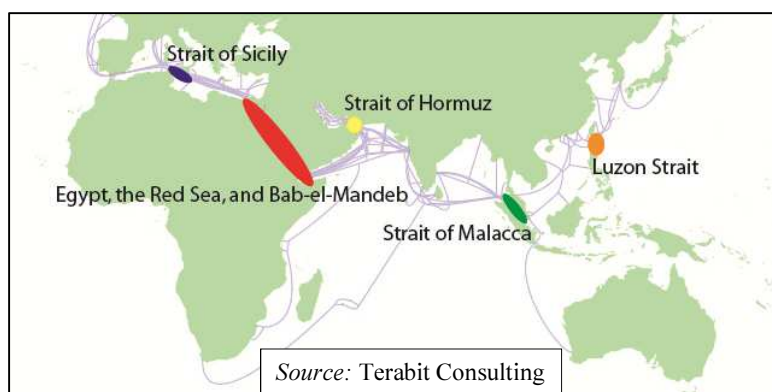 Strait of Sicily
Strait of Hormuz
Luzon Strait
Egypt, the Red Sea, and Bab-el-Mandeb
Strait of Malacca
Source: Terabit Consulting